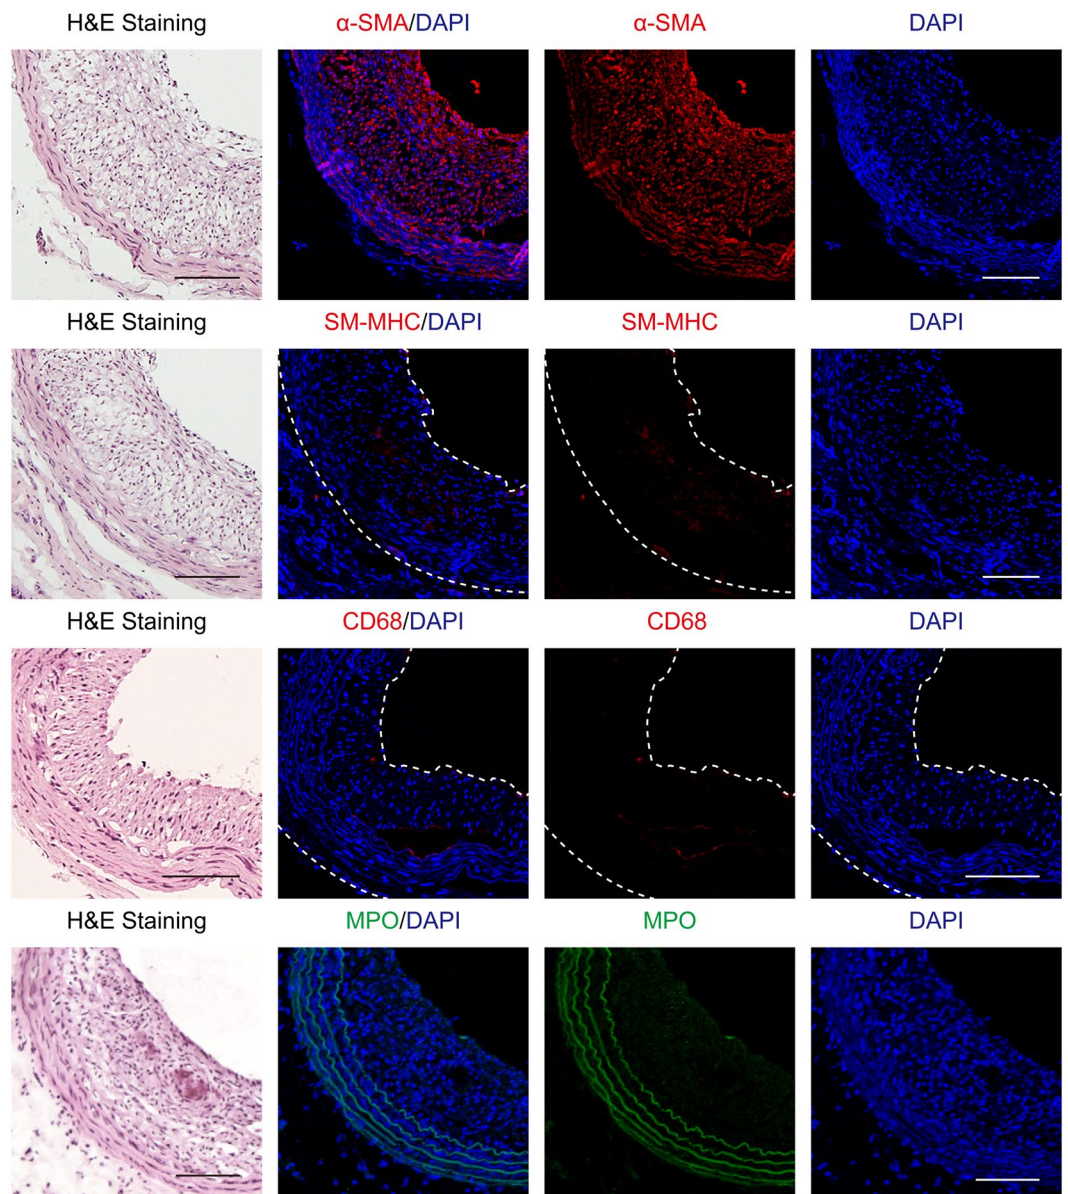 H&E Staining α-SMA/DAPI α-SMA DAPI
H&E Staining SM-MHC/DAPI SM-MHC DAPI
H&E Staining CD68/DAPI CD68 DAPI
H&E Staining MPO/DAPI MPO DAPI